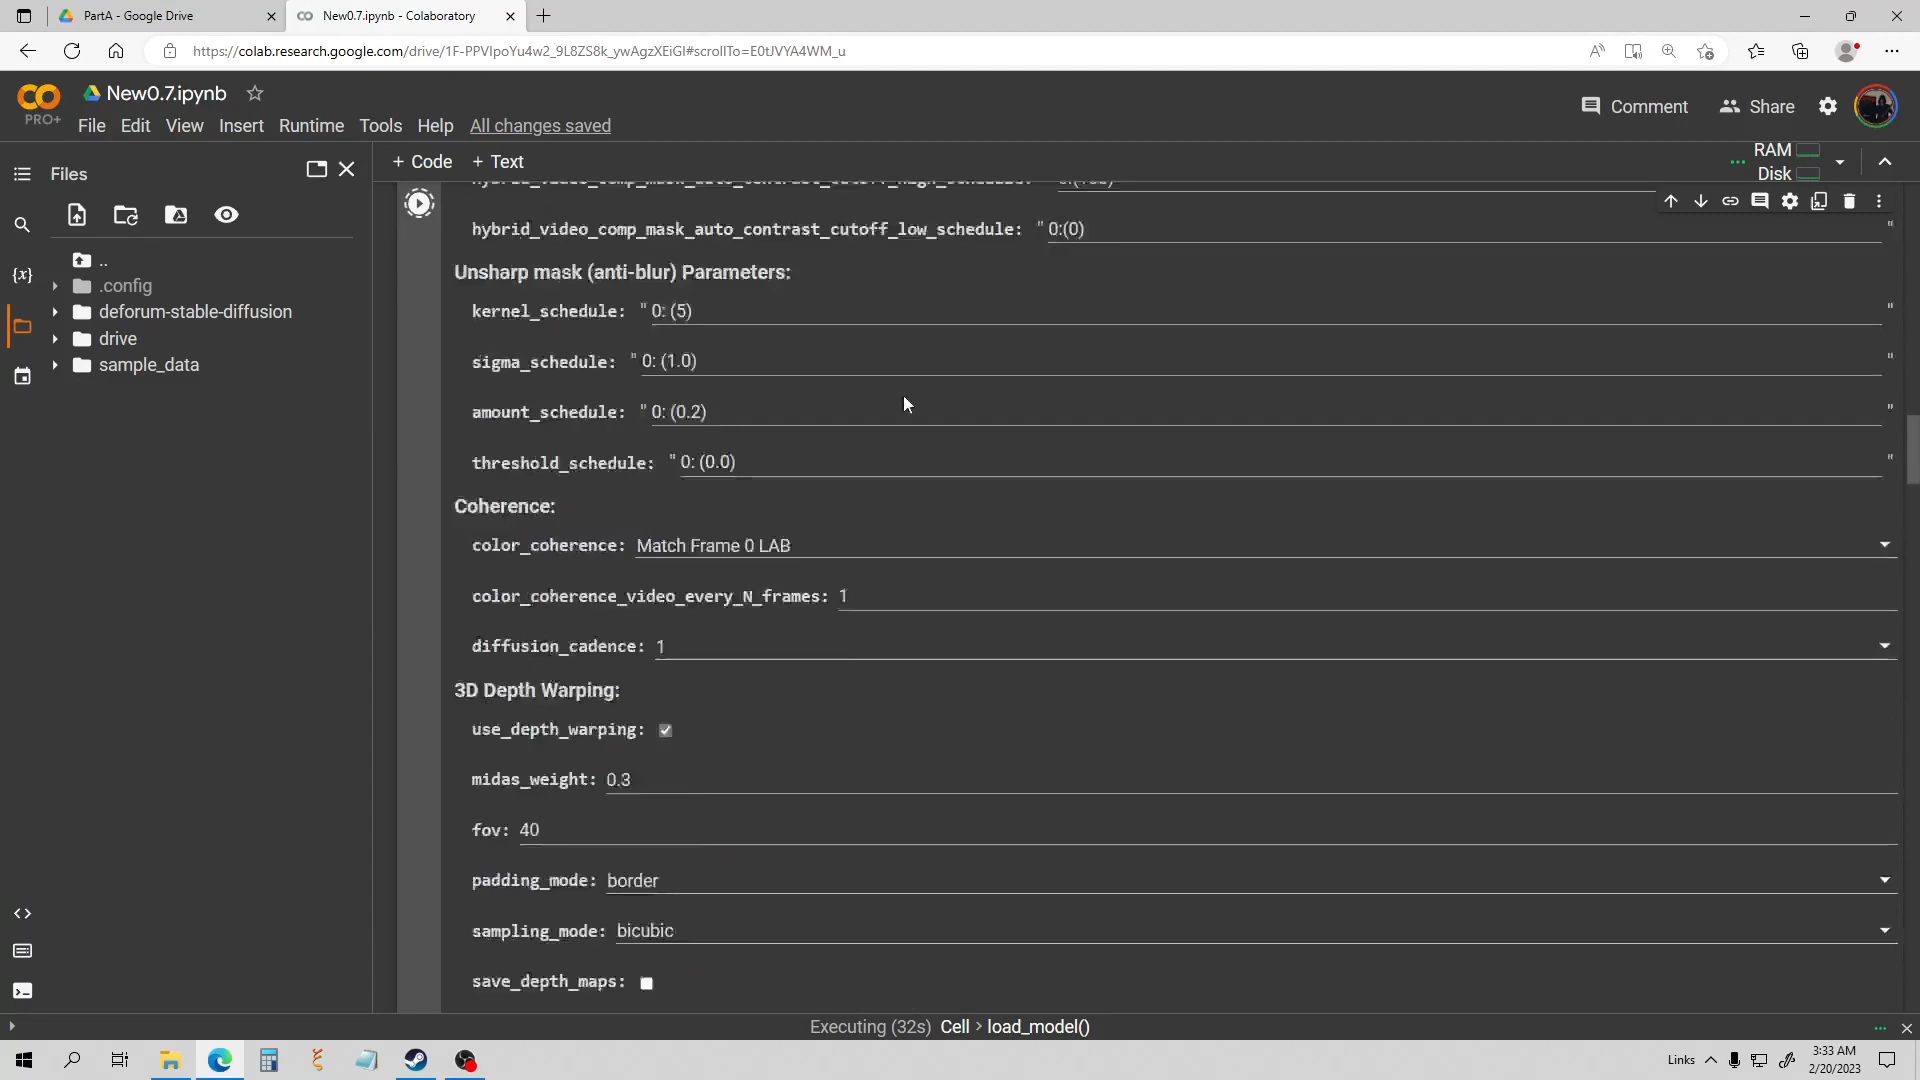 PartA - Google Drive
New0.7.ipynb - Colaboratory
https://colab.research.google.com/drive/1F-PPVIpoYu4w2_9L8ZS8k_ywAgzXEiGI#scrollTo=E0tJVYA4WM_u
CO
PRO+
New0.7.ipynb
Comment
Share
File Edit View Insert Runtime Tools Help All changes saved
Files
+ Code + Text
RAM
Disk
..
.config
deforum-stable-diffusion
drive
sample_data
hybrid_video_comp_mask_auto_contrast_cutoff_low_schedule: " 0:(0) "
Unsharp mask (anti-blur) Parameters:
kernel_schedule: " 0: (5) "
sigma_schedule: " 0: (1.0) "
amount_schedule: " 0: (0.2) "
threshold_schedule: " 0: (0.0) "
Coherence:
color_coherence: Match Frame 0 LAB
color_coherence_video_every_N_frames: 1
diffusion_cadence: 1
3D Depth Warping:
use_depth_warping:
midas_weight: 0.3
fov: 40
padding_mode: border
sampling_mode: bicubic
save_depth_maps:
Executing (32s) Cell > load_model()
Links
3:33 AM
2/20/2023